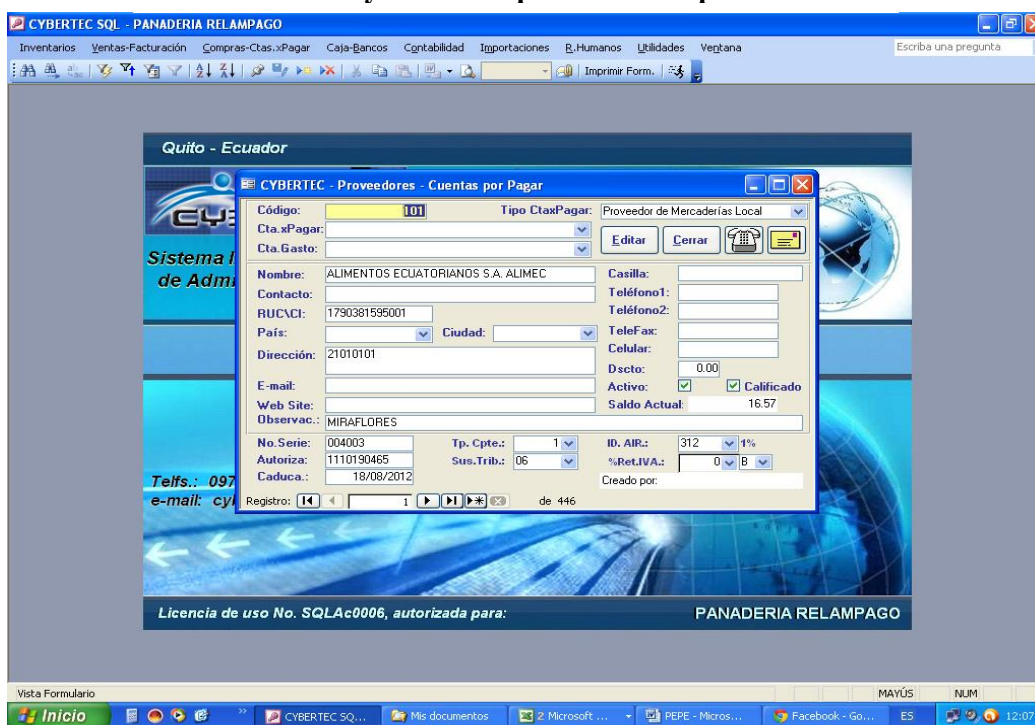 CYBERTEC SQL - PANADERIA RELAMPAGO
Inventarios Ventas-Facturación Compras-Ctas.xPagar Caja-Bancos Contabilidad Importaciones R.Humanos Utilidades Ventana Escriba una pregunta
Imprimir Form.
Quito - Ecuador
CYBERTEC - Proveedores - Cuentas por Pagar
Código: 101 Tipo CtaxPagar: Proveedor de Mercaderías Local
Cta.xPagar:
Cta.Gasto: Editar Cerrar
Sistema
de Adm
Nombre: ALIMENTOS ECUATORIANOS S.A. ALIMEC Casilla:
Contacto: Teléfono1:
RUC\CI: 1790381595001 Teléfono2:
País: Ciudad: TeleFax:
Dirección: 21010101 Celular:
Dscto: 0.00
E-mail: Activo: Calificado
Web Site: Saldo Actual: 16.57
Observac.: MIRAFLORES
No.Serie: 004003 Tp. Cpte.: 1 ID. AIR.: 312 1%
Autoriza: 1110190465 Sus.Trib.: 06 %Ret.IVA.: 0 B
Caduca.: 18/08/2012 Creado por:
Telfs.: 097
e-mail: cy
Registro: 1 de 446
Licencia de uso No. SQLAc0006, autorizada para: PANADERIA RELAMPAGO
Vista Formulario MAYÚS NUM
Inicio CYBERTEC SQ... Mis documentos 2 Microsoft ... PEPE - Micros... Facebook - Go... ES